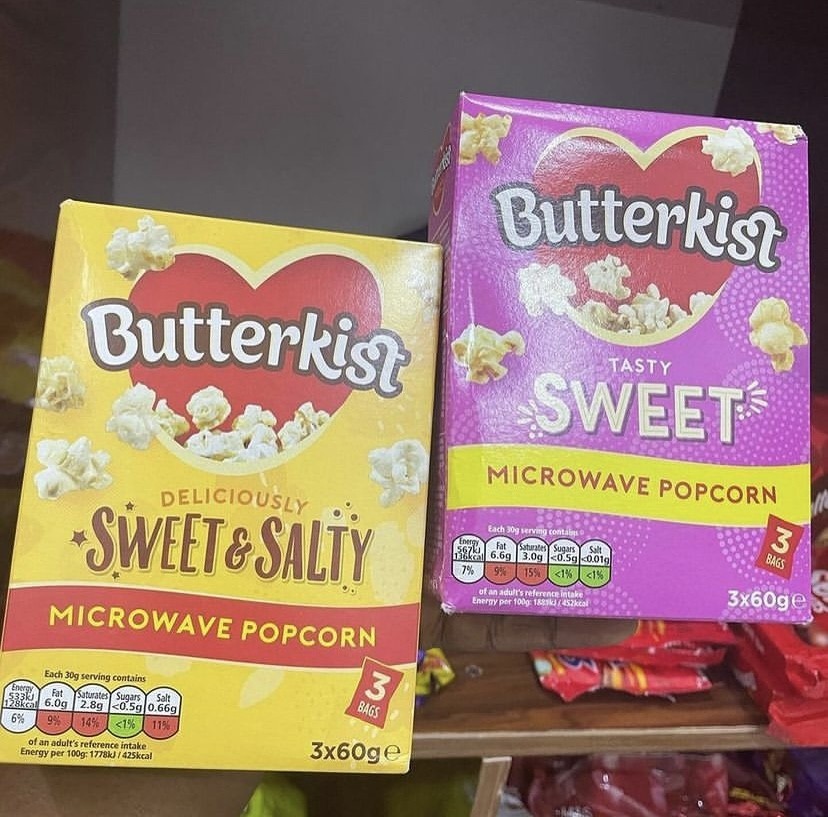 Butterkist
DELICIOUSLY
SWEET & SALTY
MICROWAVE POPCORN
3
BAGS
Each 30g serving contains
Energy
533kJ
128kcal
6%
Fat
6.0g
9%
Saturates
2.8g
14%
Sugars
<0.5g
<1%
Salt
0.66g
11%
of an adult's reference intake
Energy per 100g: 1778kJ / 425kcal
3x60g e
Butterkist
TASTY
SWEET
MICROWAVE POPCORN
3
BAGS
Each 30g serving contains
Energy
567kJ
136kcal
7%
Fat
6.6g
9%
Saturates
3.0g
15%
Sugars
<0.5g
<1%
Salt
<0.01g
<1%
of an adult's reference intake
Energy per 100g: 1889kJ / 452kcal
3x60g e